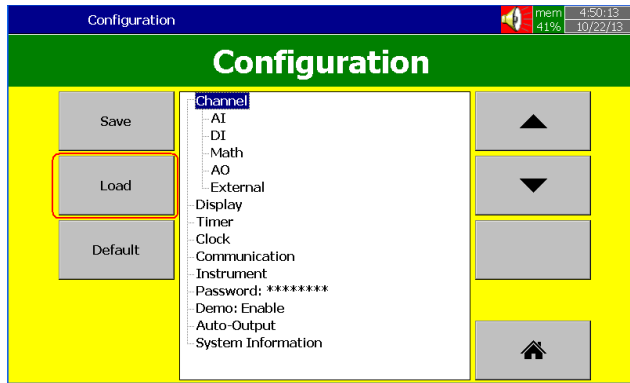 Configuration
mem 4:50:13
41% 10/22/13
Configuration
Save
Load
Default
Channel
AI
DI
Math
AO
External
Display
Timer
Clock
Communication
Instrument
Password: ********
Demo: Enable
Auto-Output
System Information